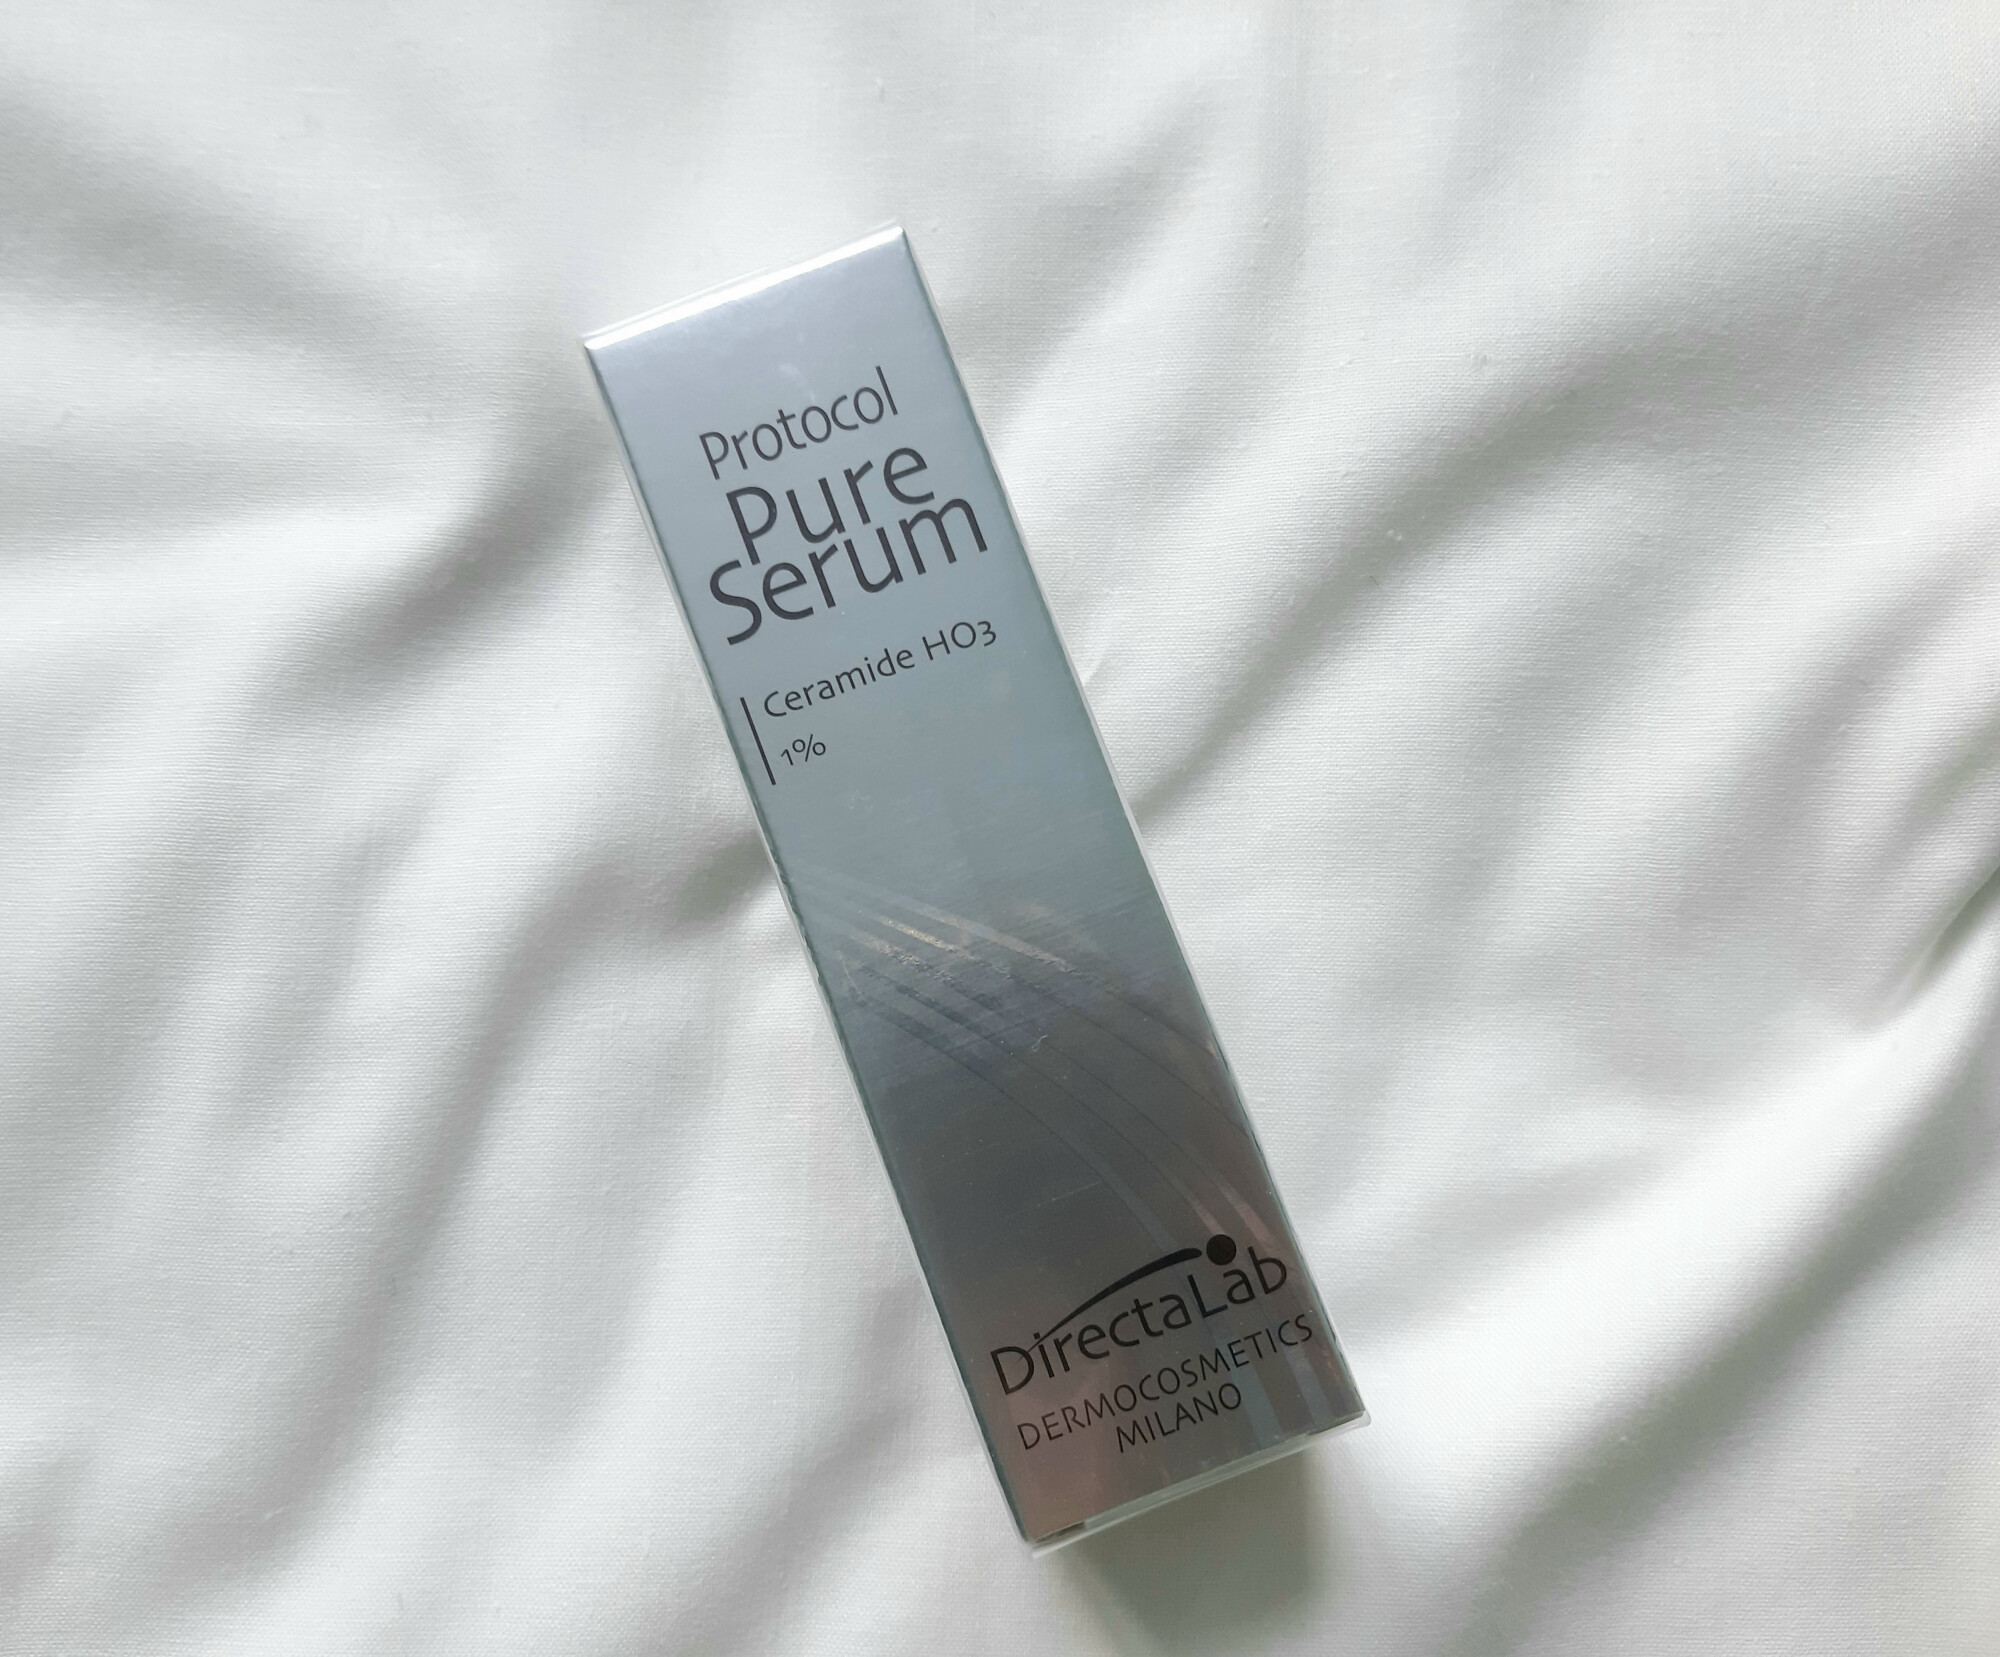 Protocol
Pure
Serum
Ceramide HO3
1%
DirectaLab
DERMOCOSMETICS
MILANO